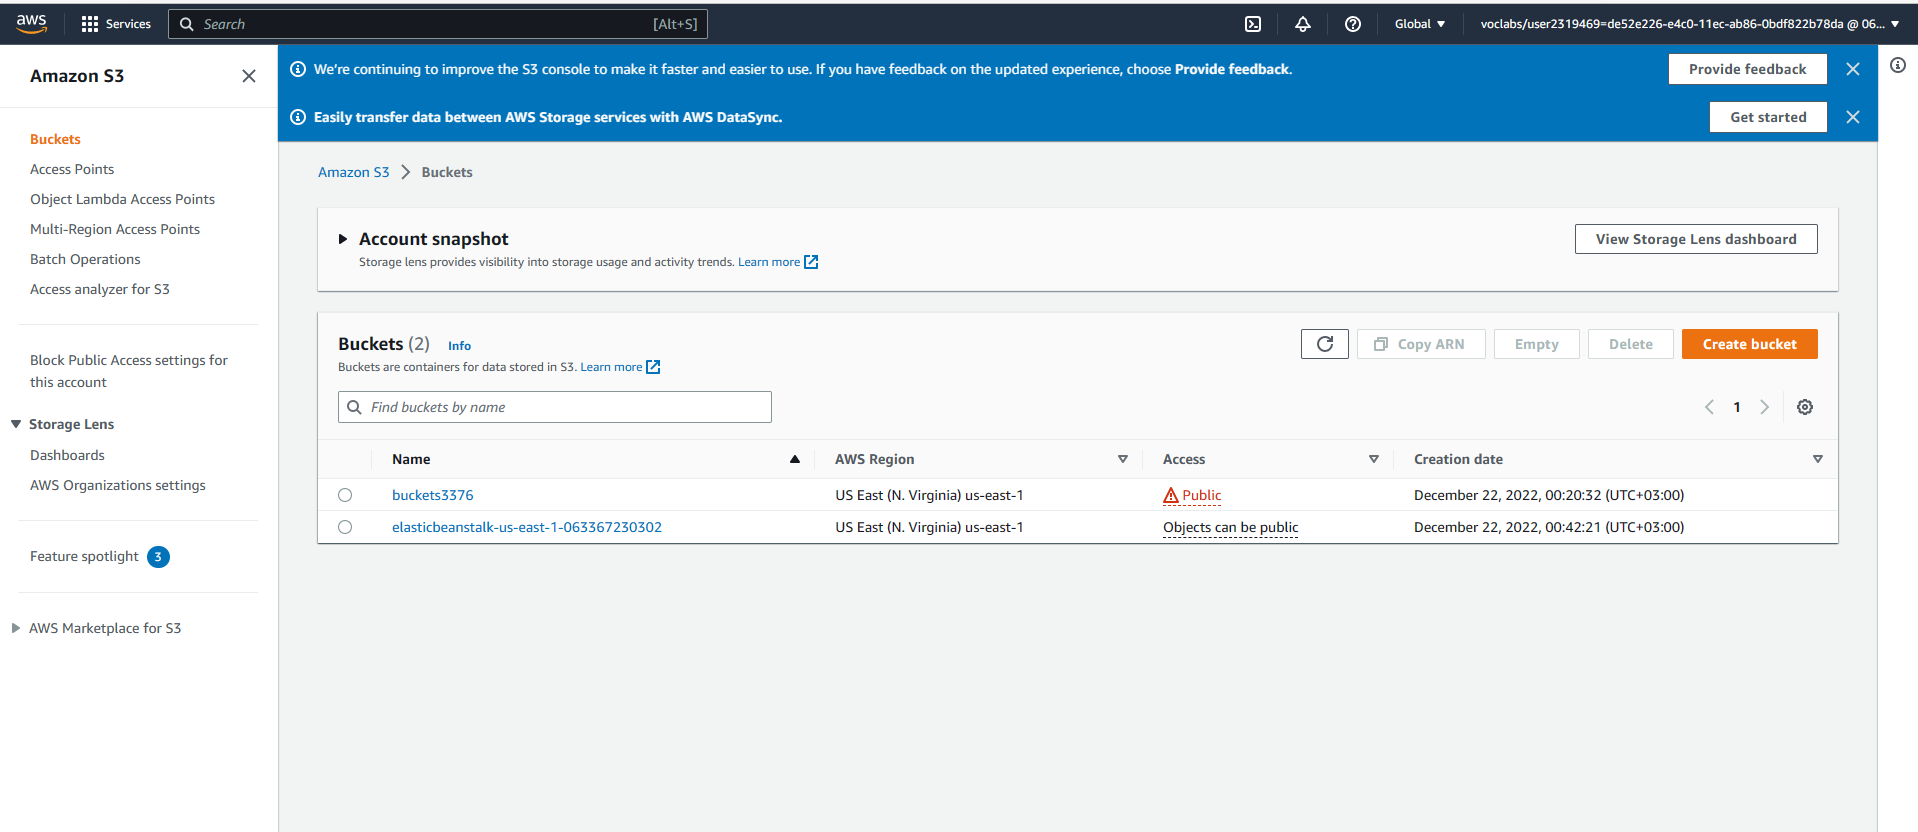 aws
Services
Search
[Alt+S]
Global
voclabs/user2319469=de52e226-e4c0-11ec-ab86-0bdf822b78da @ 06...
Amazon S3
Buckets
Access Points
Object Lambda Access Points
Multi-Region Access Points
Batch Operations
Access analyzer for S3
Block Public Access settings for
this account
Storage Lens
Dashboards
AWS Organizations settings
Feature spotlight 3
AWS Marketplace for S3
We're continuing to improve the S3 console to make it faster and easier to use. If you have feedback on the updated experience, choose Provide feedback.
Provide feedback
Easily transfer data between AWS Storage services with AWS DataSync.
Get started
Amazon S3 > Buckets
Account snapshot
Storage lens provides visibility into storage usage and activity trends. Learn more
View Storage Lens dashboard
Buckets (2) Info
Buckets are containers for data stored in S3. Learn more
Copy ARN
Empty
Delete
Create bucket
Find buckets by name
1
Name AWS Region Access Creation date
buckets3376 US East (N. Virginia) us-east-1 Public December 22, 2022, 00:20:32 (UTC+03:00)
elasticbeanstalk-us-east-1-063367230302 US East (N. Virginia) us-east-1 Objects can be public December 22, 2022, 00:42:21 (UTC+03:00)